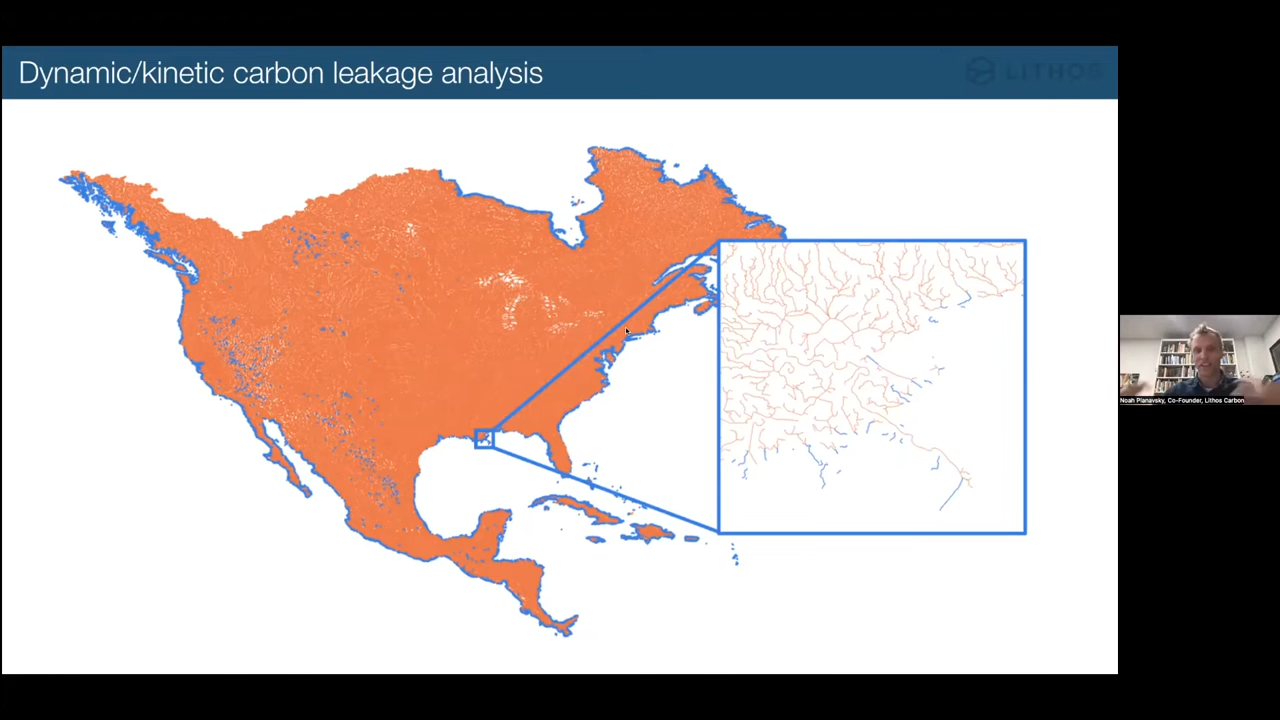 Dynamic/kinetic carbon leakage analysis
LITHOS
Noah Planavsky, Co-Founder, Lithos Carbon